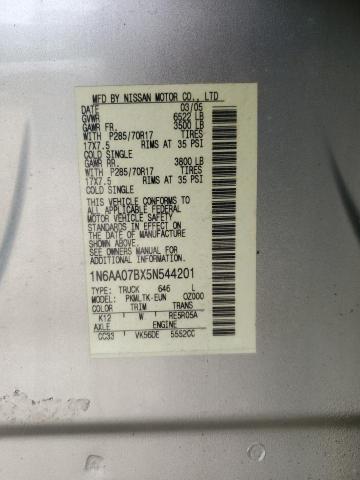 MFD BY NISSAN MOTOR CO., LTD
DATE 03/05
GVWR 6522 LB
GAWR FR. 3500 LB
WITH P285/70R17 TIRES
17X7.5 RIMS AT 35 PSI
COLD SINGLE
GAWR RR. 3800 LB
WITH P285/70R17 TIRES
17X7.5 RIMS AT 35 PSI
COLD SINGLE
THIS VEHICLE CONFORMS TO
ALL APPLICABLE FEDERAL
MOTOR VEHICLE SAFETY
STANDARDS IN EFFECT ON
THE DATE OF MANUFACTURE
SHOWN ABOVE.
SEE OWNERS MANUAL FOR
ADDITIONAL INFORMATION.
1N6AA07BX5N544201
TYPE: TRUCK 646 L
MODEL: PKMLTK-EUN OZ000
COLOR TRIM TRANS
K12 W RE5R05A
AXLE ENGINE
CC33 VK56DE 5552CC